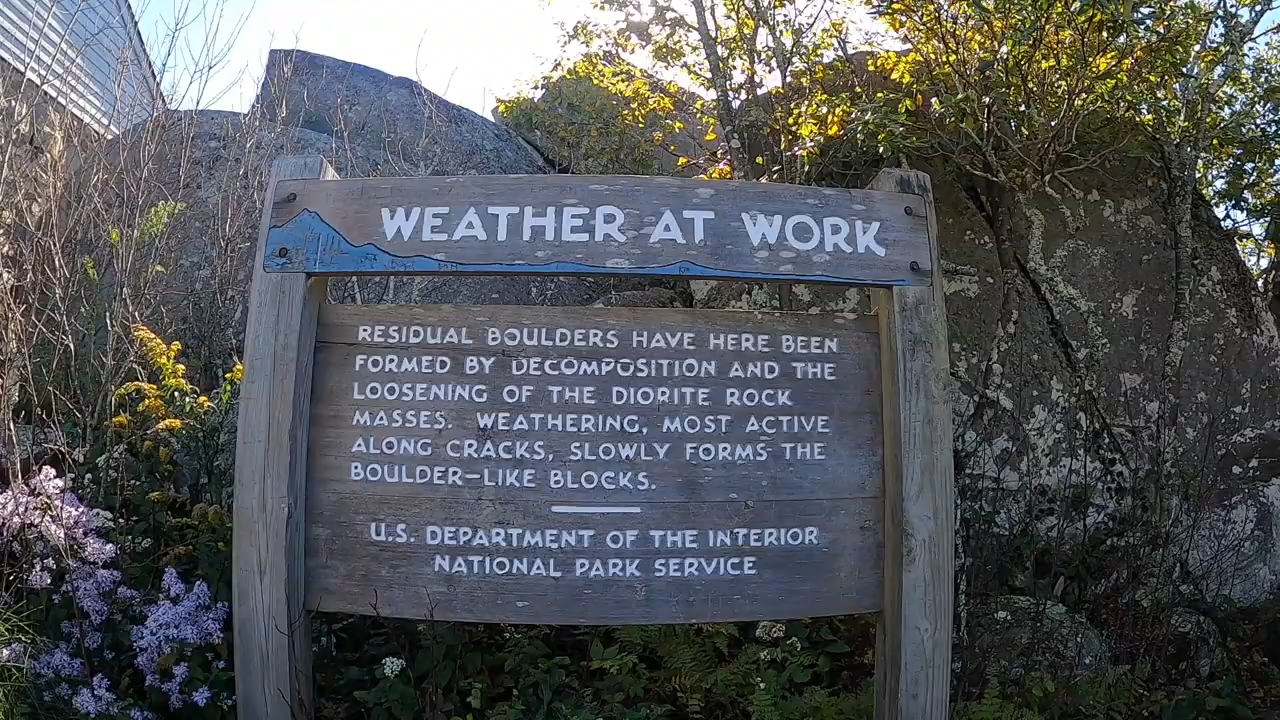 WEATHER AT WORK
RESIDUAL BOULDERS HAVE HERE BEEN
FORMED BY DECOMPOSITION AND THE
LOOSENING OF THE DIORITE ROCK
MASSES. WEATHERING, MOST ACTIVE
ALONG CRACKS, SLOWLY FORMS THE
BOULDER-LIKE BLOCKS.
U.S. DEPARTMENT OF THE INTERIOR
NATIONAL PARK SERVICE